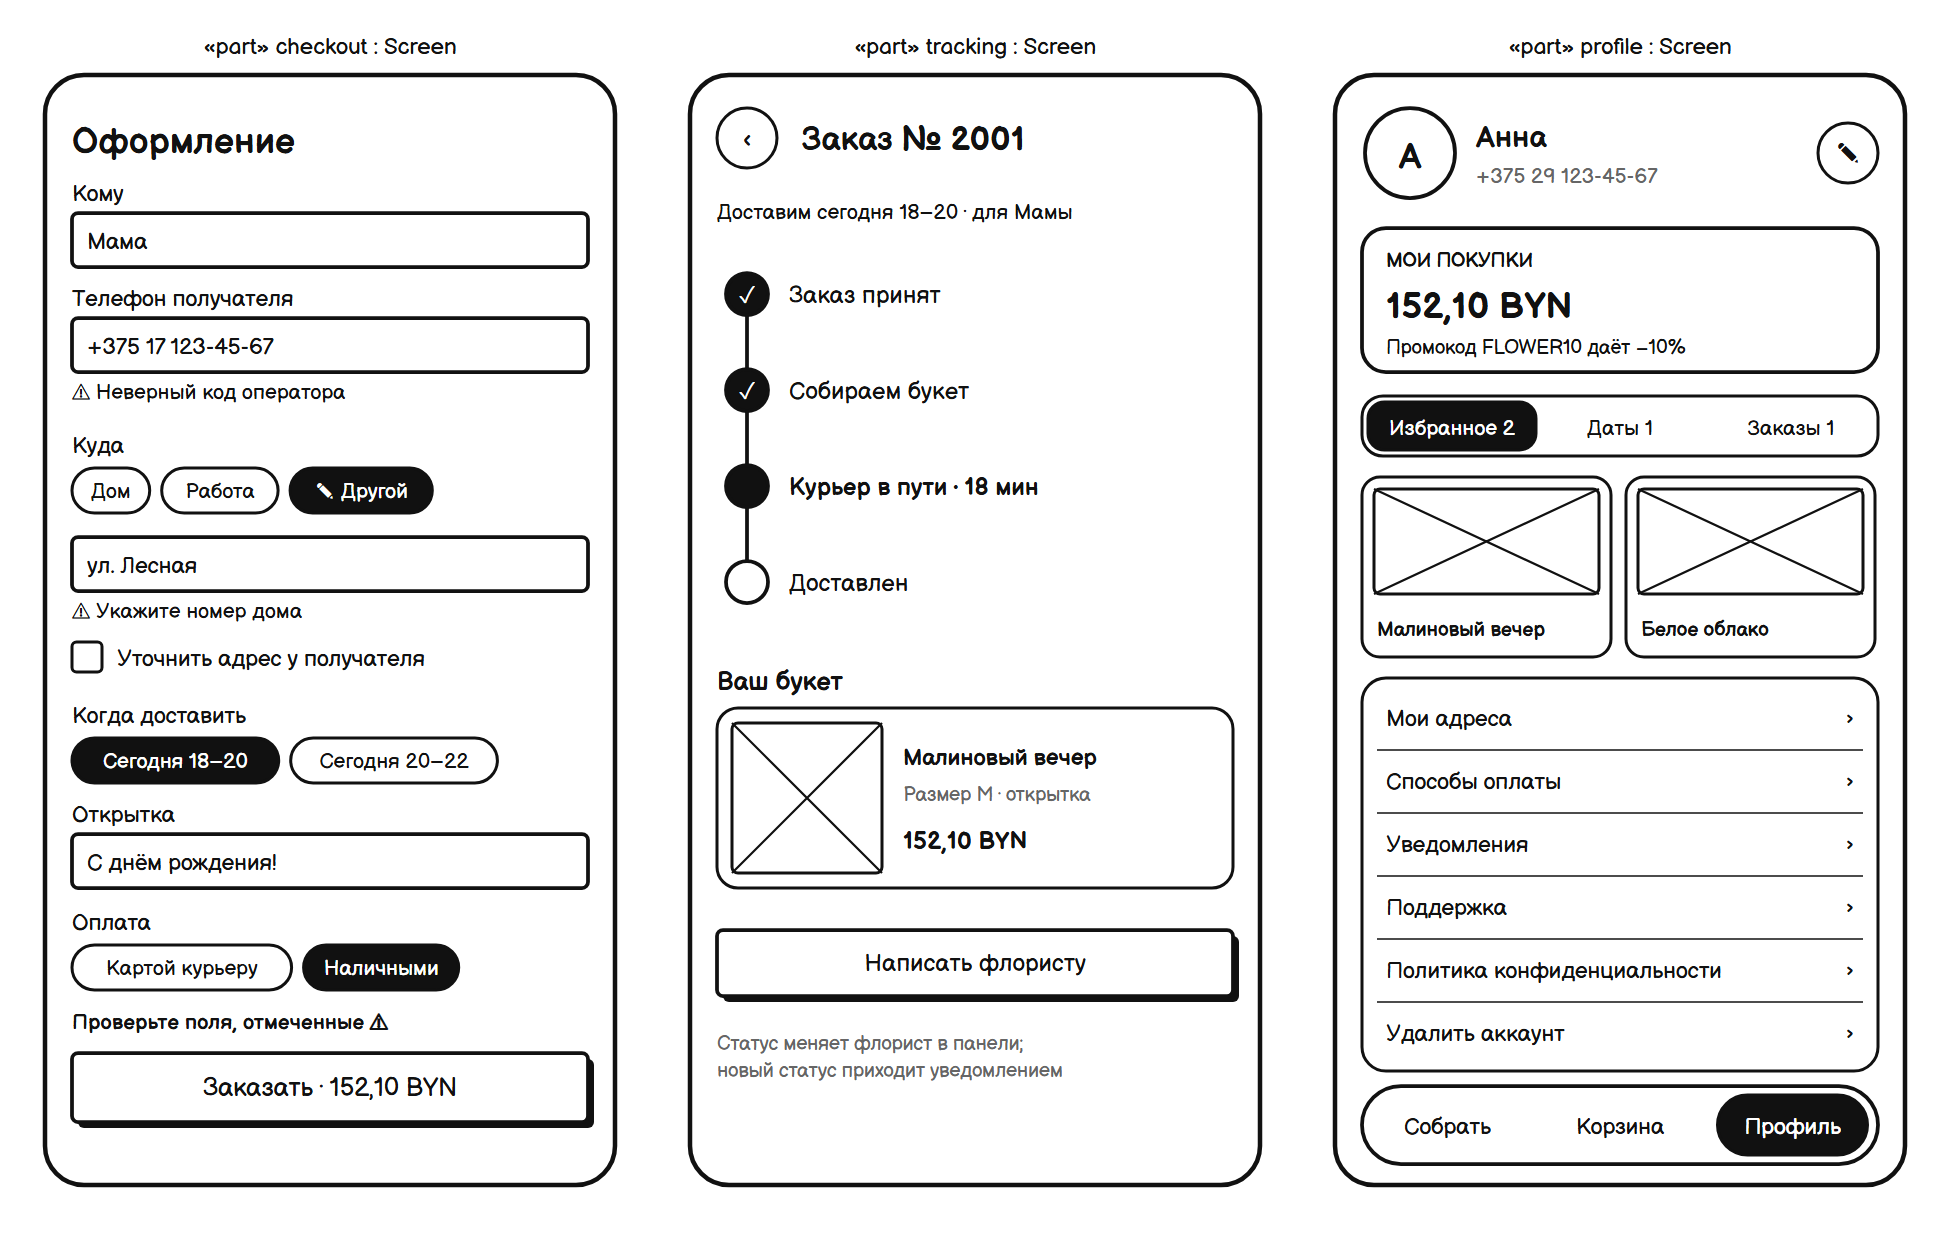 «part» checkout : Screen
Оформление
Кому
Мама
Телефон получателя
+375 17 123-45-67
⚠ Неверный код оператора
Куда
Дом
Работа
✎ Другой
ул. Лесная
⚠ Укажите номер дома
Уточнить адрес у получателя
Когда доставить
Сегодня 18–20
Сегодня 20–22
Открытка
С днём рождения!
Оплата
Картой курьеру
Наличными
Проверьте поля, отмеченные ⚠
Заказать · 152,10 BYN
«part» tracking : Screen
‹
Заказ № 2001
Доставим сегодня 18–20 · для Мамы
✓ Заказ принят
✓ Собираем букет
Курьер в пути · 18 мин
Доставлен
Ваш букет
Малиновый вечер
Размер M · открытка
152,10 BYN
Написать флористу
Статус меняет флорист в панели;
новый статус приходит уведомлением
«part» profile : Screen
А
Анна
+375 29 123-45-67
✎
МОИ ПОКУПКИ
152,10 BYN
Промокод FLOWER10 даёт −10%
Избранное 2
Даты 1
Заказы 1
Малиновый вечер
Белое облако
Мои адреса ›
Способы оплаты ›
Уведомления ›
Поддержка ›
Политика конфиденциальности ›
Удалить аккаунт ›
Собрать
Корзина
Профиль